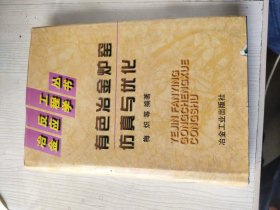 冶金
反应
工程学
丛书
有色冶金炉窑
仿真与优化
梅 炽 等 编著
YEJIN FANYING
GONGCHENGXUE
CONGSHU
冶金工业出版社